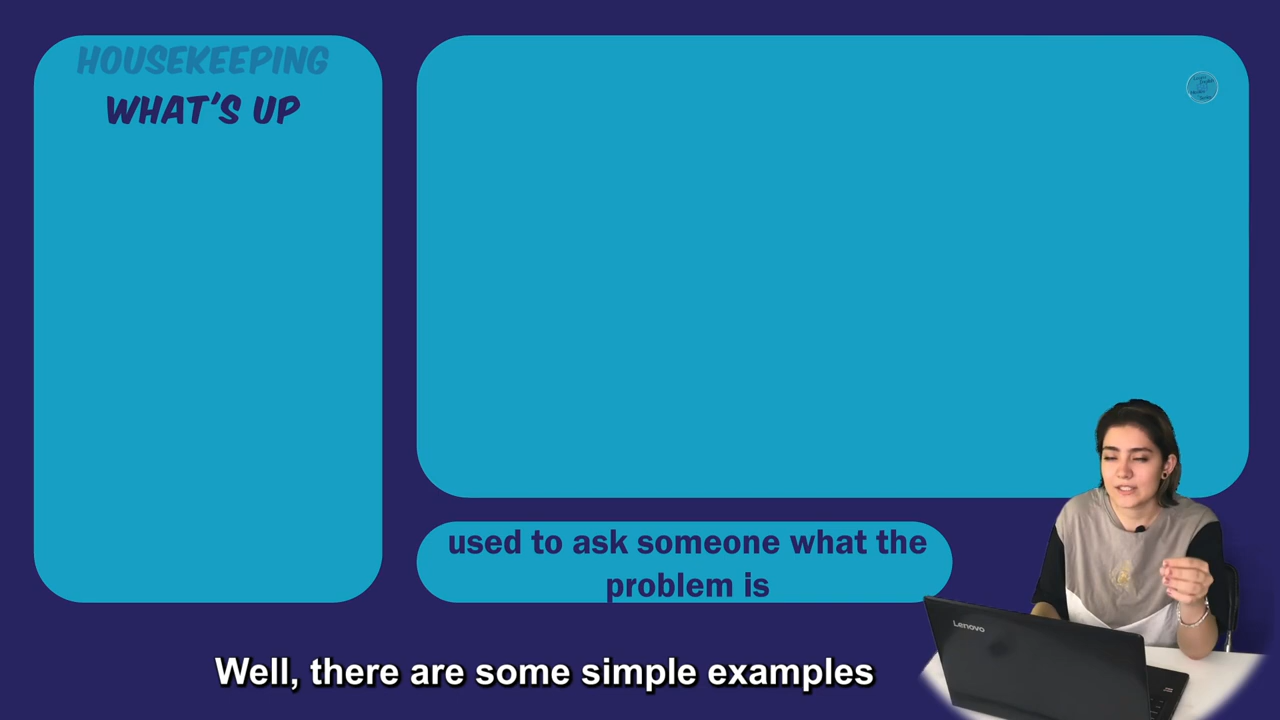 HOUSEKEEPING
WHAT'S UP
used to ask someone what the
problem is
Lenovo
Well, there are some simple examples